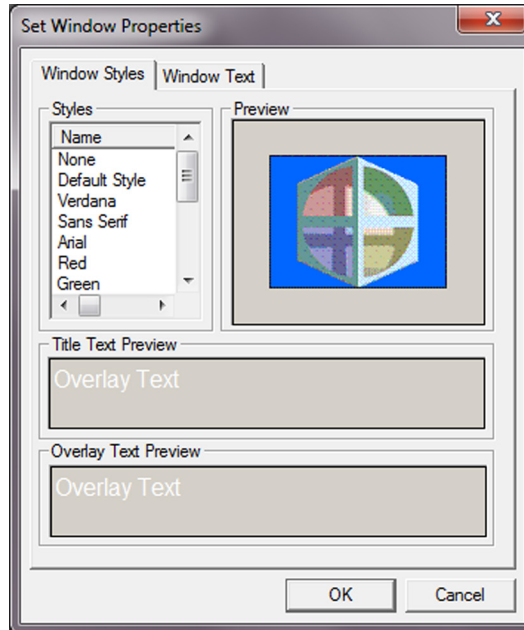 Set Window Properties
Window Styles
Window Text
Styles
Preview
Name
None
Default Style
Verdana
Sans Serif
Arial
Red
Green
Title Text Preview
Overlay Text
Overlay Text Preview
Overlay Text
OK
Cancel